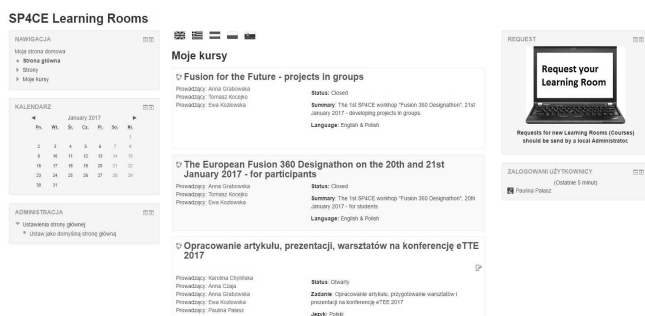 SP4CE Learning Rooms
NAWIGACJA
Moja strona domowa
Strona główna
Strony
Moje kursy
KALENDARZ
January 2017
Pn. Wt. Śr. Cz. Pt. So. N.
1
2 3 4 5 6 7 8
9 10 11 12 13 14 15
16 17 18 19 20 21 22
23 24 25 26 27 28 29
30 31
ADMINISTRACJA
Ustawienia strony głównej
Ustaw jako domyślną stronę główną
Moje kursy
Fusion for the Future - projects in groups
Prowadzący: Anna Grabowska
Prowadzący: Tomasz Kocejko
Prowadzący: Ewa Kozłowska
Status: Closed
Summary: The 1st SP4CE workshop "Fusion 360 Designathon", 21st
January 2017 - developing projects in groups
Language: English & Polish
The European Fusion 360 Designathon on the 20th and 21st
January 2017 - for participants
Prowadzący: Anna Grabowska
Prowadzący: Tomasz Kocejko
Prowadzący: Ewa Kozłowska
Status: Closed
Summary: The 1st SP4CE workhop "Fusion 360 Designathon", 20th
January 2017 - for students
Language: English & Polish
Opracowanie artykułu, prezentacji, warsztatów na konferencję eTTE
2017
Prowadzący: Karolina Chylińska
Prowadzący: Anna Czaja
Prowadzący: Anna Grabowska
Prowadzący: Ewa Kozłowska
Prowadzący: Paulina Pałasz
Status: Otwarty
Zadanie: Opracowanie artykału, przygotowanie warsztatów i
prezentacji na konferencję eTEE 2017
Język: Polski
REQUEST
Request your
Learning Room
Requests for new Learning Rooms (Courses)
should be send by a local Administrator.
ZALOGOWANI UŻYTKOWNICY
(Ostatnie 5 minut)
Paulina Pałasz